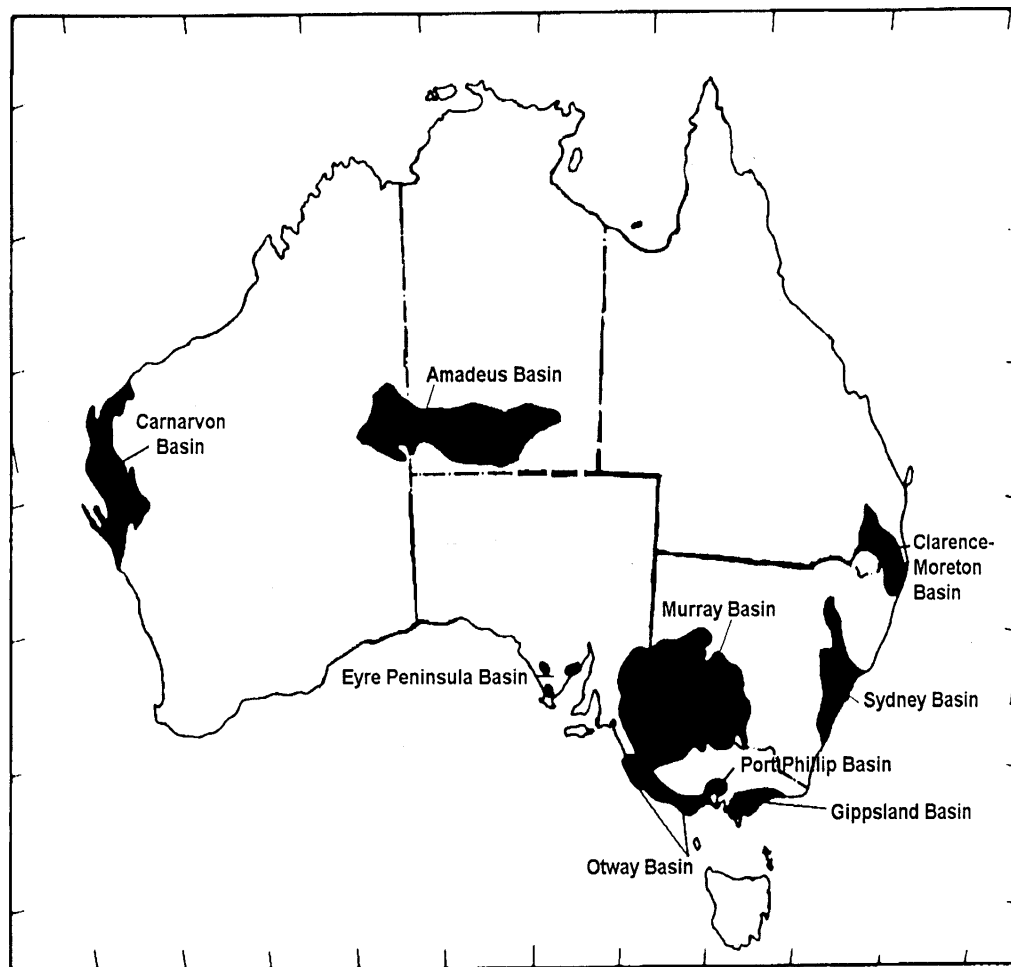 Amadeus Basin
Carnarvon
Basin
Clarence-
Moreton
Basin
Murray Basin
Eyre Peninsula Basin
Sydney Basin
Port Phillip Basin
Gippsland Basin
Otway Basin